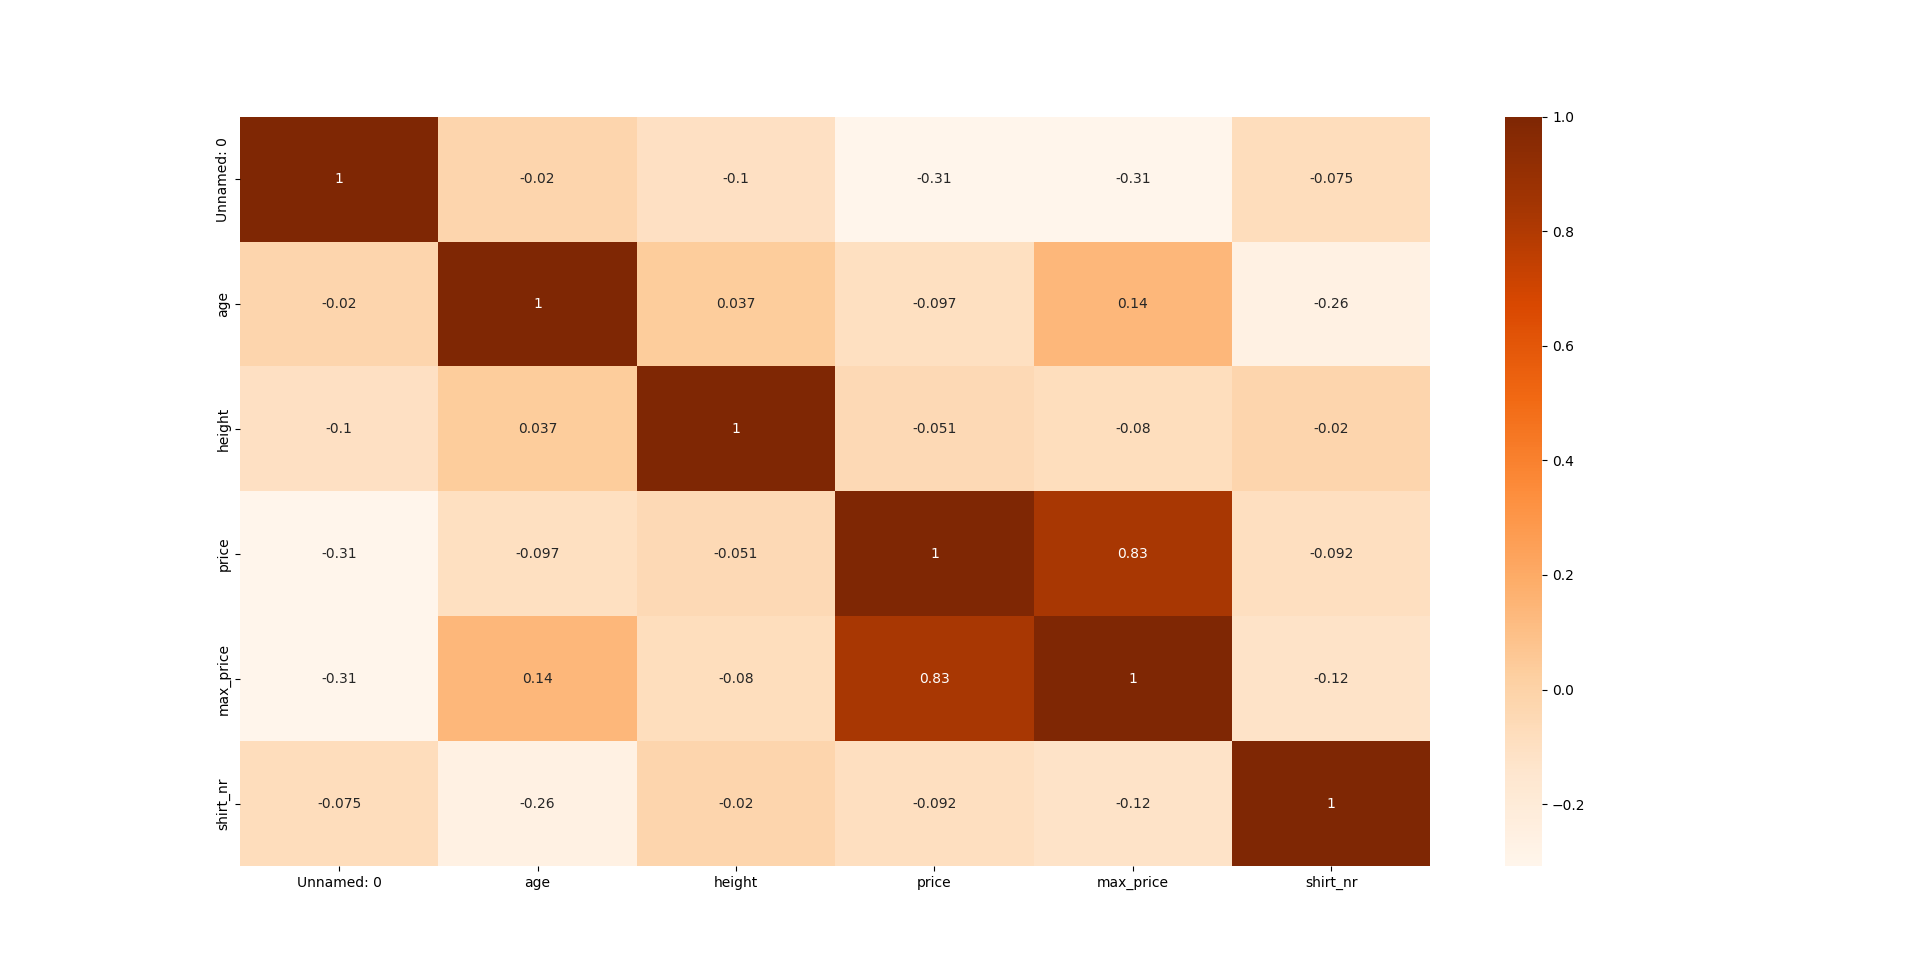 Unnamed: 0 1 -0.02 -0.1 -0.31 -0.31 -0.075
age -0.02 1 0.037 -0.097 0.14 -0.26
height -0.1 0.037 1 -0.051 -0.08 -0.02
price -0.31 -0.097 -0.051 1 0.83 -0.092
max_price -0.31 0.14 -0.08 0.83 1 -0.12
shirt_nr -0.075 -0.26 -0.02 -0.092 -0.12 1
Unnamed: 0 age height price max_price shirt_nr
1.0
0.8
0.6
0.4
0.2
0.0
−0.2